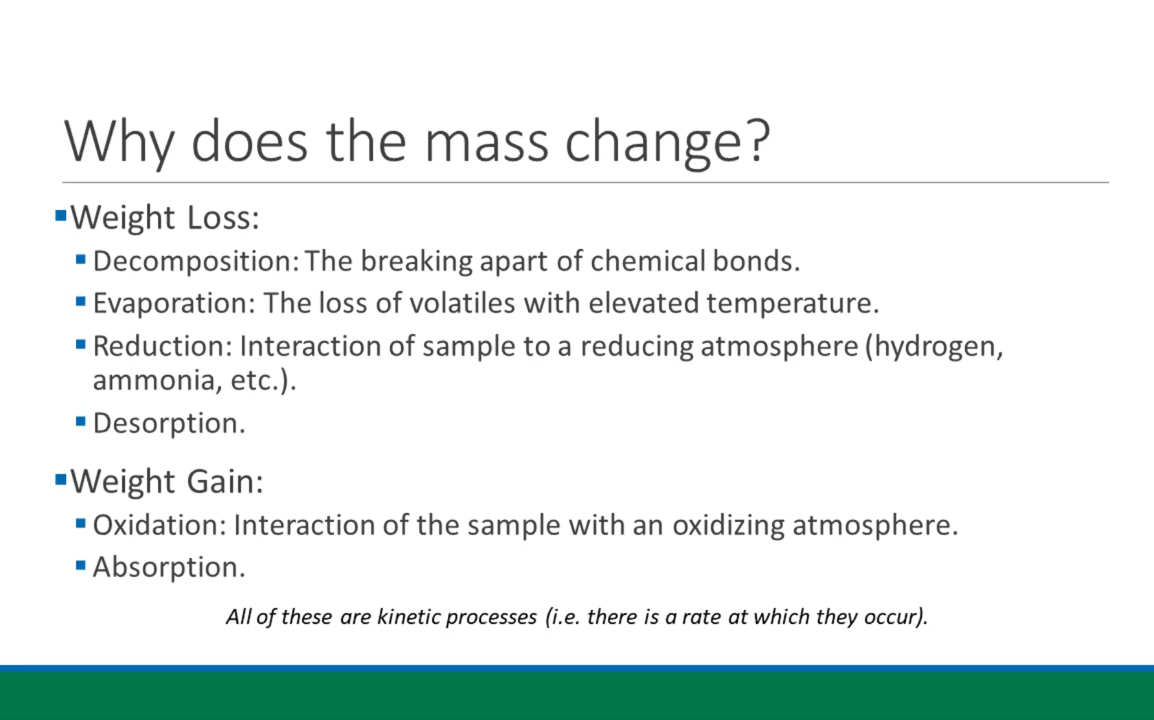 Why does the mass change?
Weight Loss:
Decomposition: The breaking apart of chemical bonds.
Evaporation: The loss of volatiles with elevated temperature.
Reduction: Interaction of sample to a reducing atmosphere (hydrogen,
ammonia, etc.).
Desorption.
Weight Gain:
Oxidation: Interaction of the sample with an oxidizing atmosphere.
Absorption.
All of these are kinetic processes (i.e. there is a rate at which they occur).